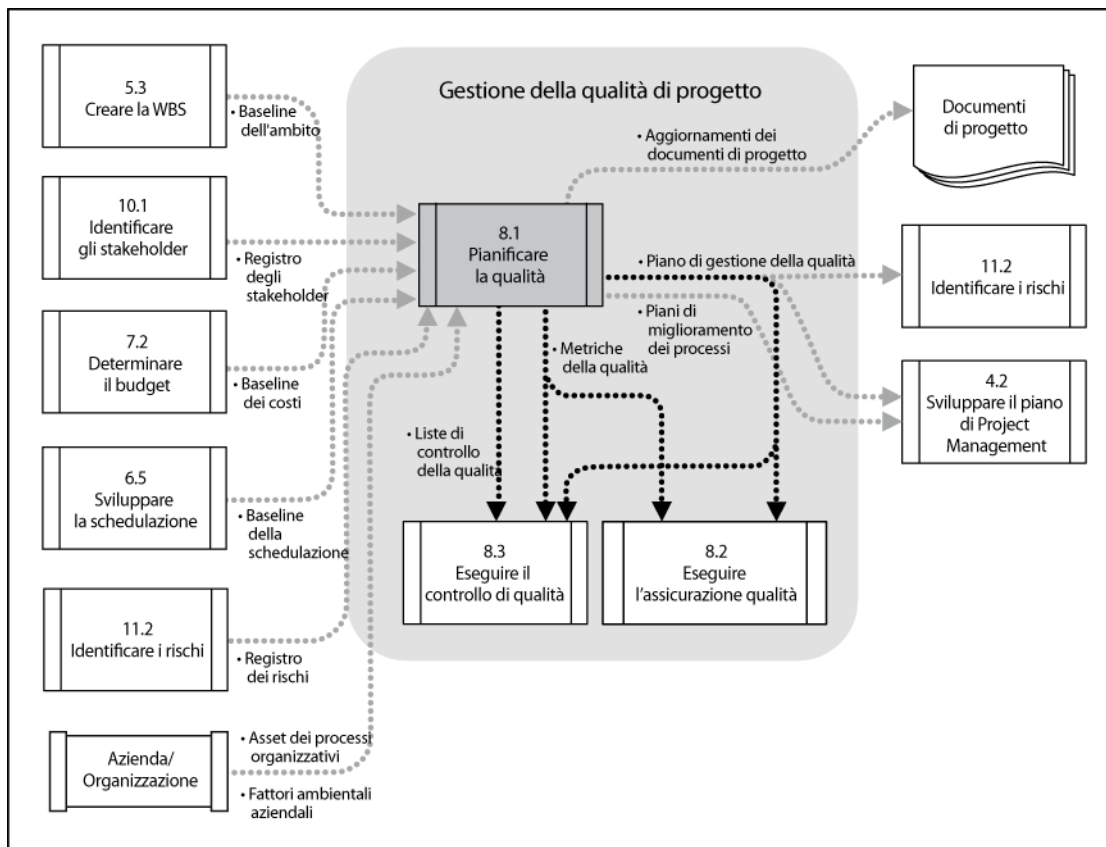 Gestione della qualità di progetto
5.3
Creare la WBS
• Baseline
dell'ambito
10.1
Identificare
gli stakeholder
• Registro
degli
stakeholder
7.2
Determinare
il budget
• Baseline
dei costi
6.5
Sviluppare
la schedulazione
• Baseline
della
schedulazione
11.2
Identificare i rischi
• Registro
dei rischi
Azienda/
Organizzazione
• Asset dei processi
organizzativi
• Fattori ambientali
aziendali
8.1
Pianificare
la qualità
• Aggiornamenti dei
documenti di progetto
• Piano di gestione della qualità
• Piani di
miglioramento
dei processi
• Metriche
della qualità
• Liste di
controllo
della qualità
8.3
Eseguire il
controllo di qualità
8.2
Eseguire
l’assicurazione qualità
Documenti
di progetto
11.2
Identificare i rischi
4.2
Sviluppare il piano
di Project
Management